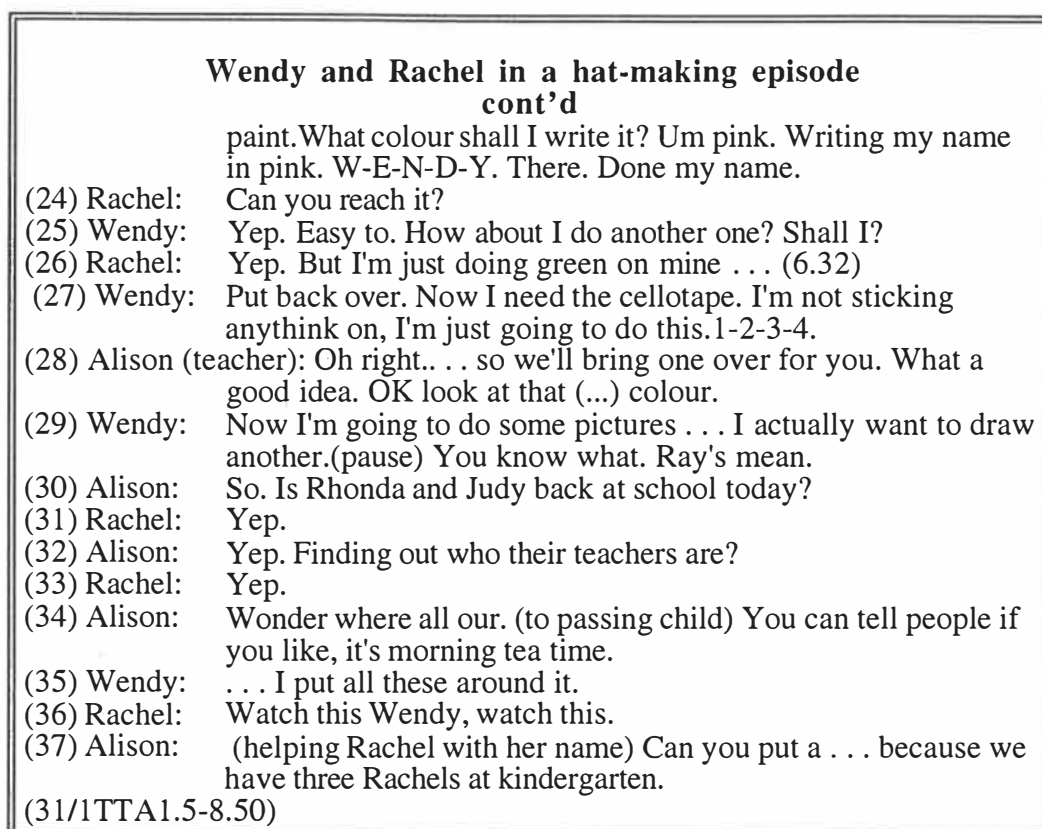 Wendy and Rachel in a hat-making episode
cont'd
paint.What colour shall I write it? Um pink. Writing my name
in pink. W-E-N-D-Y. There. Done my name.
(24) Rachel: Can you reach it?
(25) Wendy: Yep. Easy to. How about I do another one? Shall I?
(26) Rachel: Yep. But I'm just doing green on mine . . . (6.32)
(27) Wendy: Put back over. Now I need the cellotape. I'm not sticking
anythink on, I'm just going to do this.1-2-3-4.
(28) Alison (teacher): Oh right.. . . so we'll bring one over for you. What a
good idea. OK look at that (...) colour.
(29) Wendy: Now I'm going to do some pictures . . . I actually want to draw
another.(pause) You know what. Ray's mean.
(30) Alison: So. Is Rhonda and Judy back at school today?
(31) Rachel: Yep.
(32) Alison: Yep. Finding out who their teachers are?
(33) Rachel: Yep.
(34) Alison: Wonder where all our. (to passing child) You can tell people if
you like, it's morning tea time.
(35) Wendy: . . . I put all these around it.
(36) Rachel: Watch this Wendy, watch this.
(37) Alison: (helping Rachel with her name) Can you put a . . . because we
have three Rachels at kindergarten.
(31/1TTA1.5-8.50)